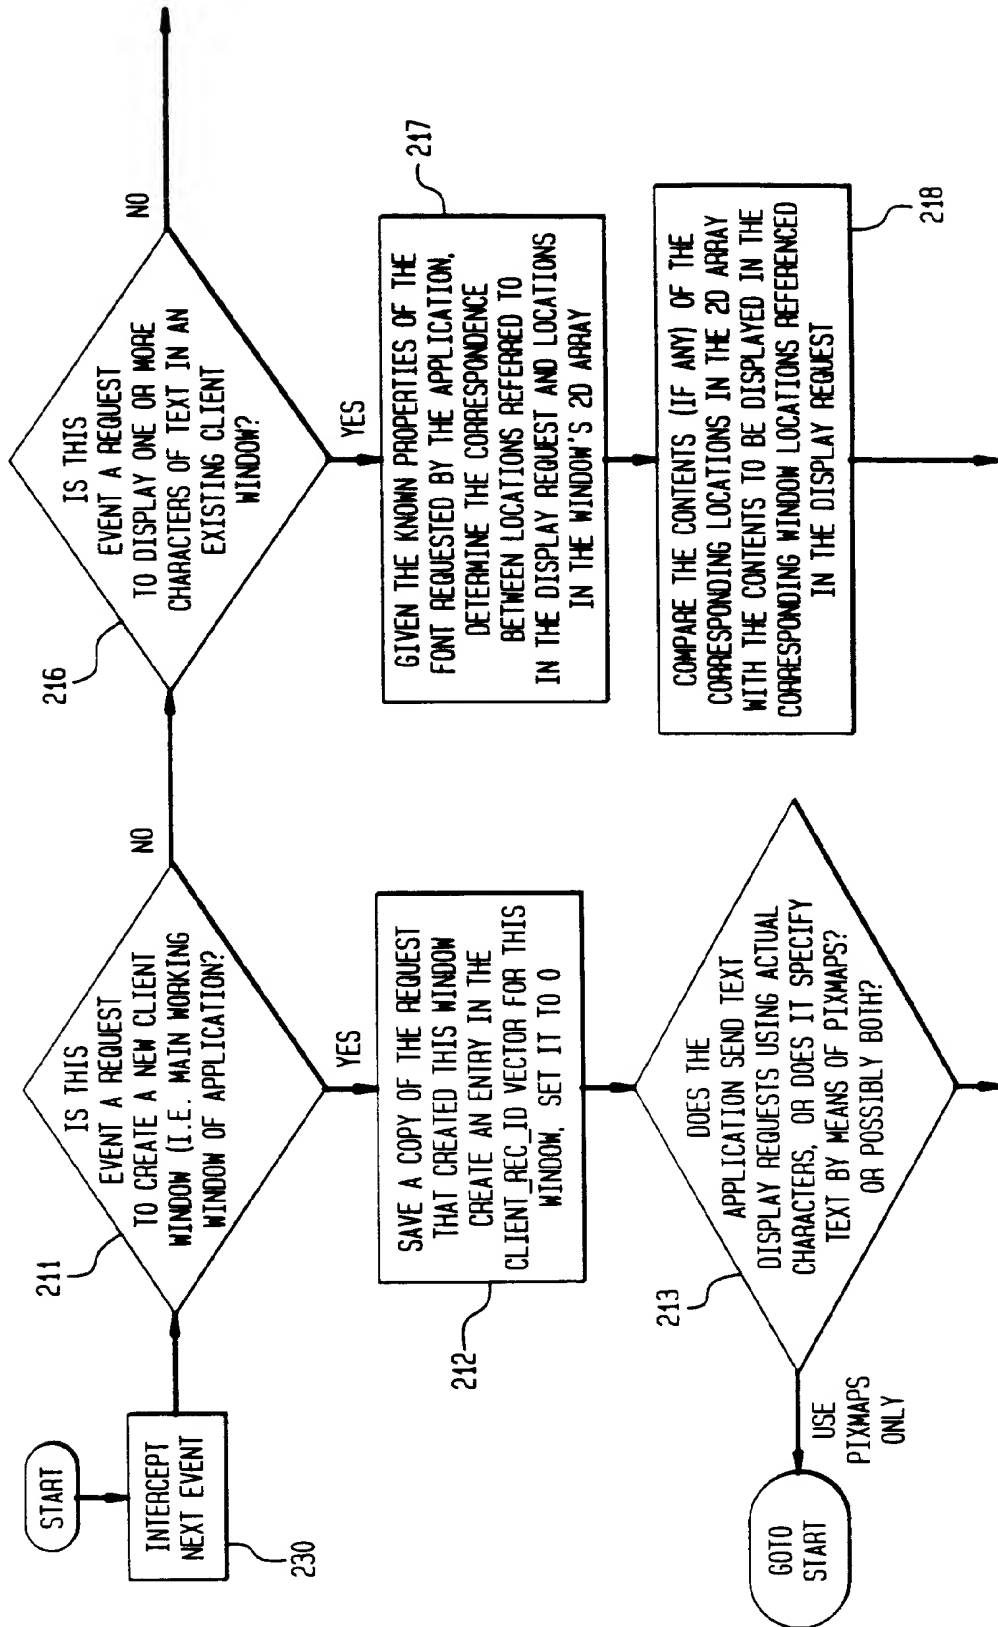 START
INTERCEPT
NEXT EVENT
230
IS THIS
EVENT A REQUEST
TO CREATE A NEW CLIENT
WINDOW (I.E. MAIN WORKING
WINDOW OF APPLICATION?
211
NO
YES
SAVE A COPY OF THE REQUEST
THAT CREATED THIS WINDOW
CREATE AN ENTRY IN THE
CLIENT_REC_ID VECTOR FOR THIS
WINDOW, SET IT TO 0
212
DOES THE
APPLICATION SEND TEXT
DISPLAY REQUESTS USING ACTUAL
CHARACTERS, OR DOES IT SPECIFY
TEXT BY MEANS OF PIXMAPS?
OR POSSIBLY BOTH?
213
USE
PIXMAPS
ONLY
GOTO
START
IS THIS
EVENT A REQUEST
TO DISPLAY ONE OR MORE
CHARACTERS OF TEXT IN AN
EXISTING CLIENT
WINDOW?
216
NO
YES
GIVEN THE KNOWN PROPERTIES OF THE
FONT REQUESTED BY THE APPLICATION,
DETERMINE THE CORRESPONDENCE
BETWEEN LOCATIONS REFERRED TO
IN THE DISPLAY REQUEST AND LOCATIONS
IN THE WINDOW'S 2D ARRAY
217
COMPARE THE CONTENTS (IF ANY) OF THE
CORRESPONDING LOCATIONS IN THE 2D ARRAY
WITH THE CONTENTS TO BE DISPLAYED IN THE
CORRESPONDING WINDOW LOCATIONS REFERENCED
IN THE DISPLAY REQUEST
218